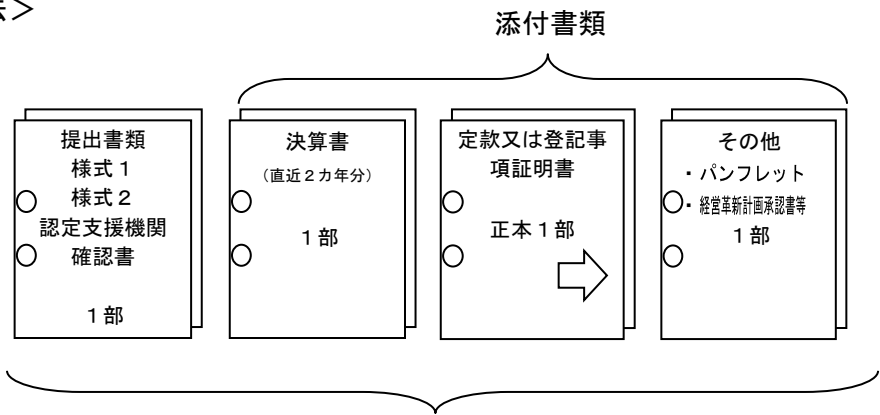 ＞
添付書類
提出書類
様式１
様式２
認定支援機関
確認書
１部
決算書
（直近２カ年分）
１部
定款又は登記事
項証明書
正本１部
その他
・パンフレット
・経営革新計画承認書等
１部